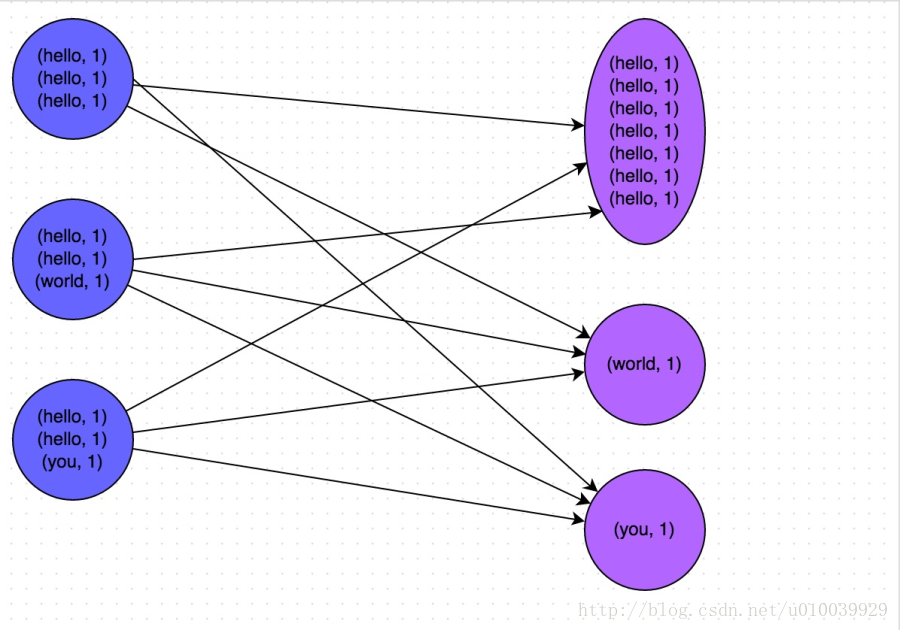 (hello, 1)
(hello, 1)
(hello, 1)
(hello, 1)
(hello, 1)
(world, 1)
(hello, 1)
(hello, 1)
(you, 1)
(hello, 1)
(hello, 1)
(hello, 1)
(hello, 1)
(hello, 1)
(hello, 1)
(hello, 1)
(world, 1)
(you, 1)
http://blog.csdn.net/u010039929